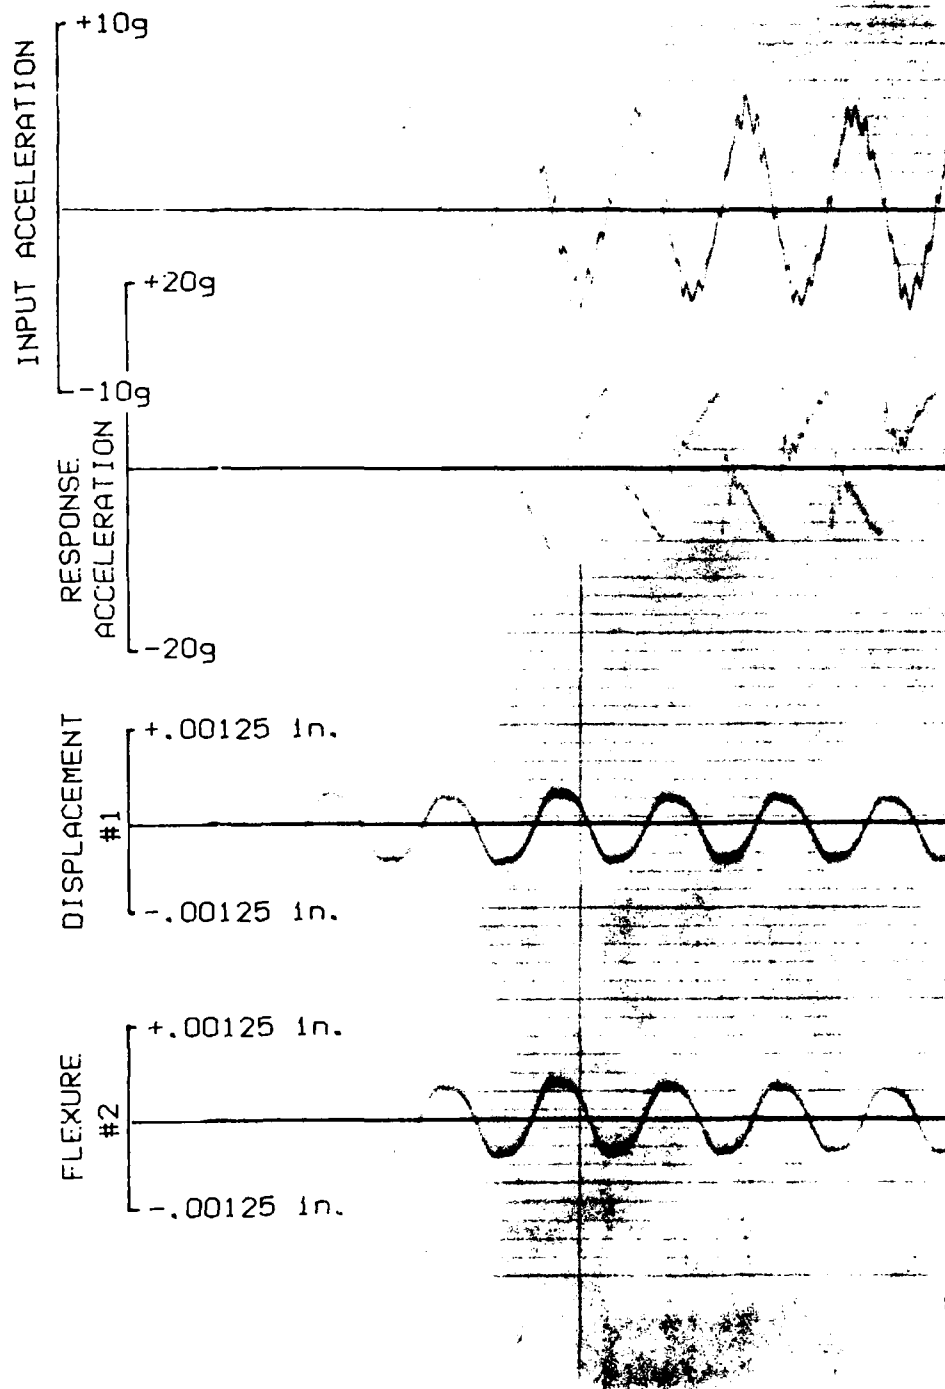 +10g
INPUT ACCELERATION
-10g
+20g
RESPONSE
ACCELERATION
-20g
+.00125 in.
DISPLACEMENT
#1
-.00125 in.
+.00125 in.
FLEXURE
#2
-.00125 in.